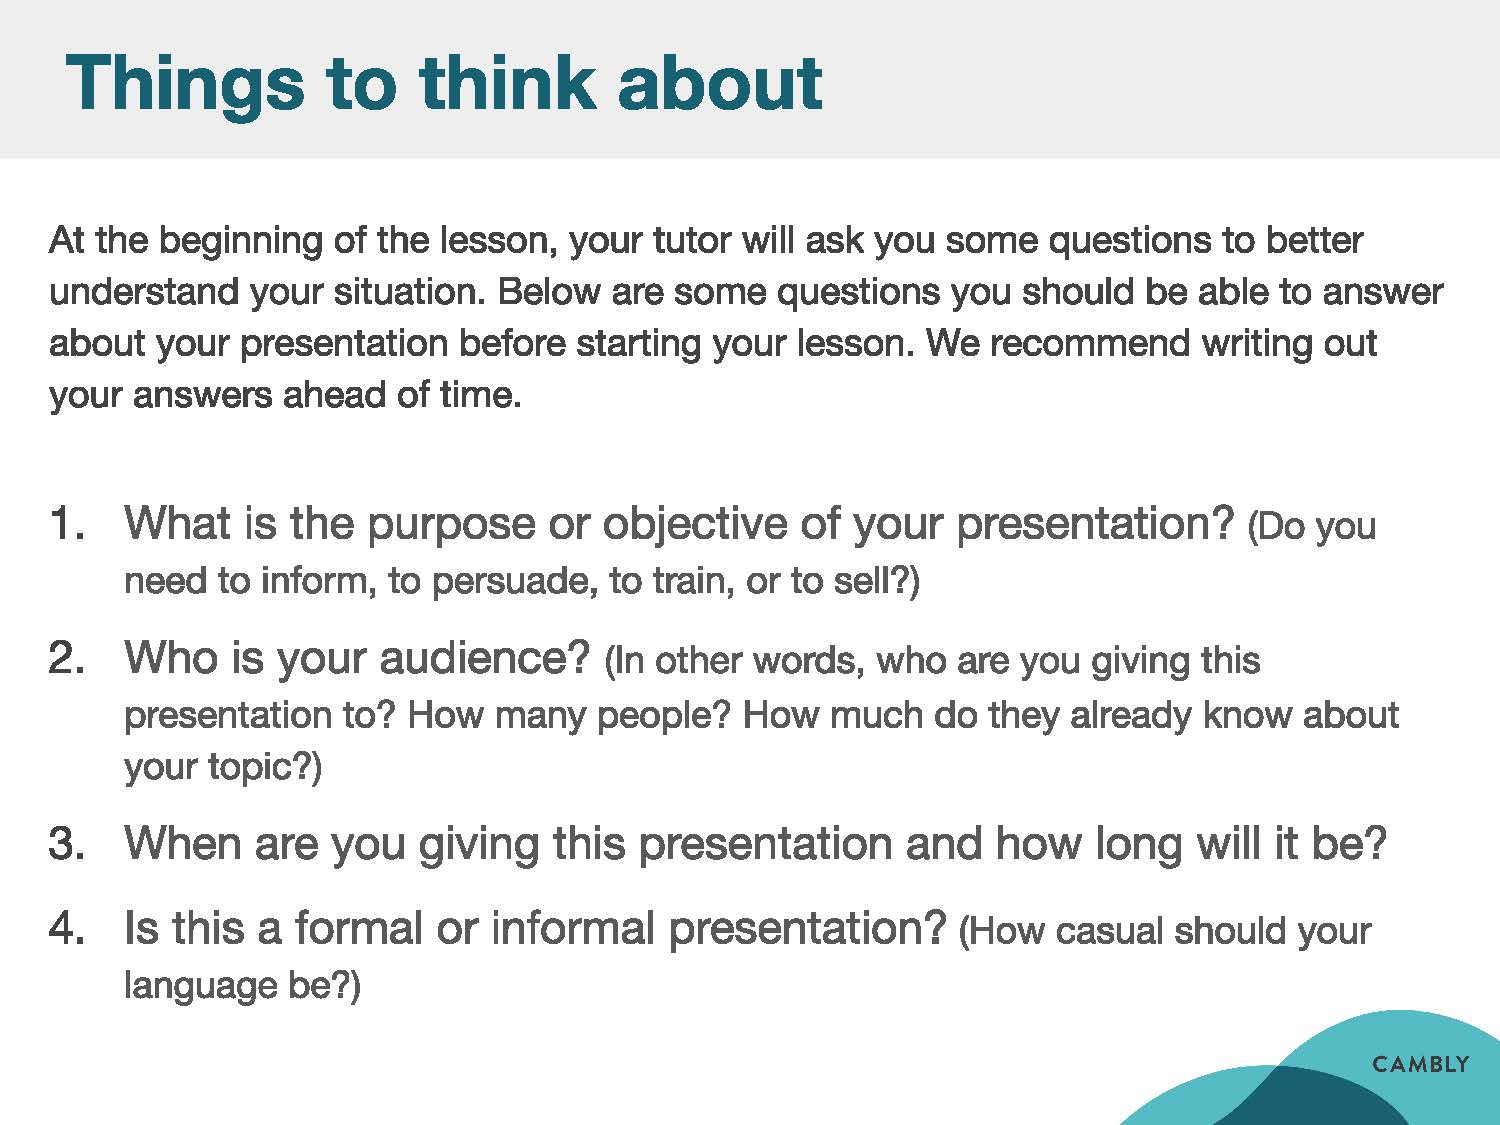 Things to think about
At the beginning of the lesson, your tutor will ask you some questions to better
understand your situation. Below are some questions you should be able to answer
about your presentation before starting your lesson. We recommend writing out
your answers ahead of time.
1. What is the purpose or objective of your presentation? (Do you
need to inform, to persuade, to train, or to sell?)
2. Who is your audience? (In other words, who are you giving this
presentation to? How many people? How much do they already know about
your topic?)
3. When are you giving this presentation and how long will it be?
4. Is this a formal or informal presentation? (How casual should your
language be?)
CAMBLY